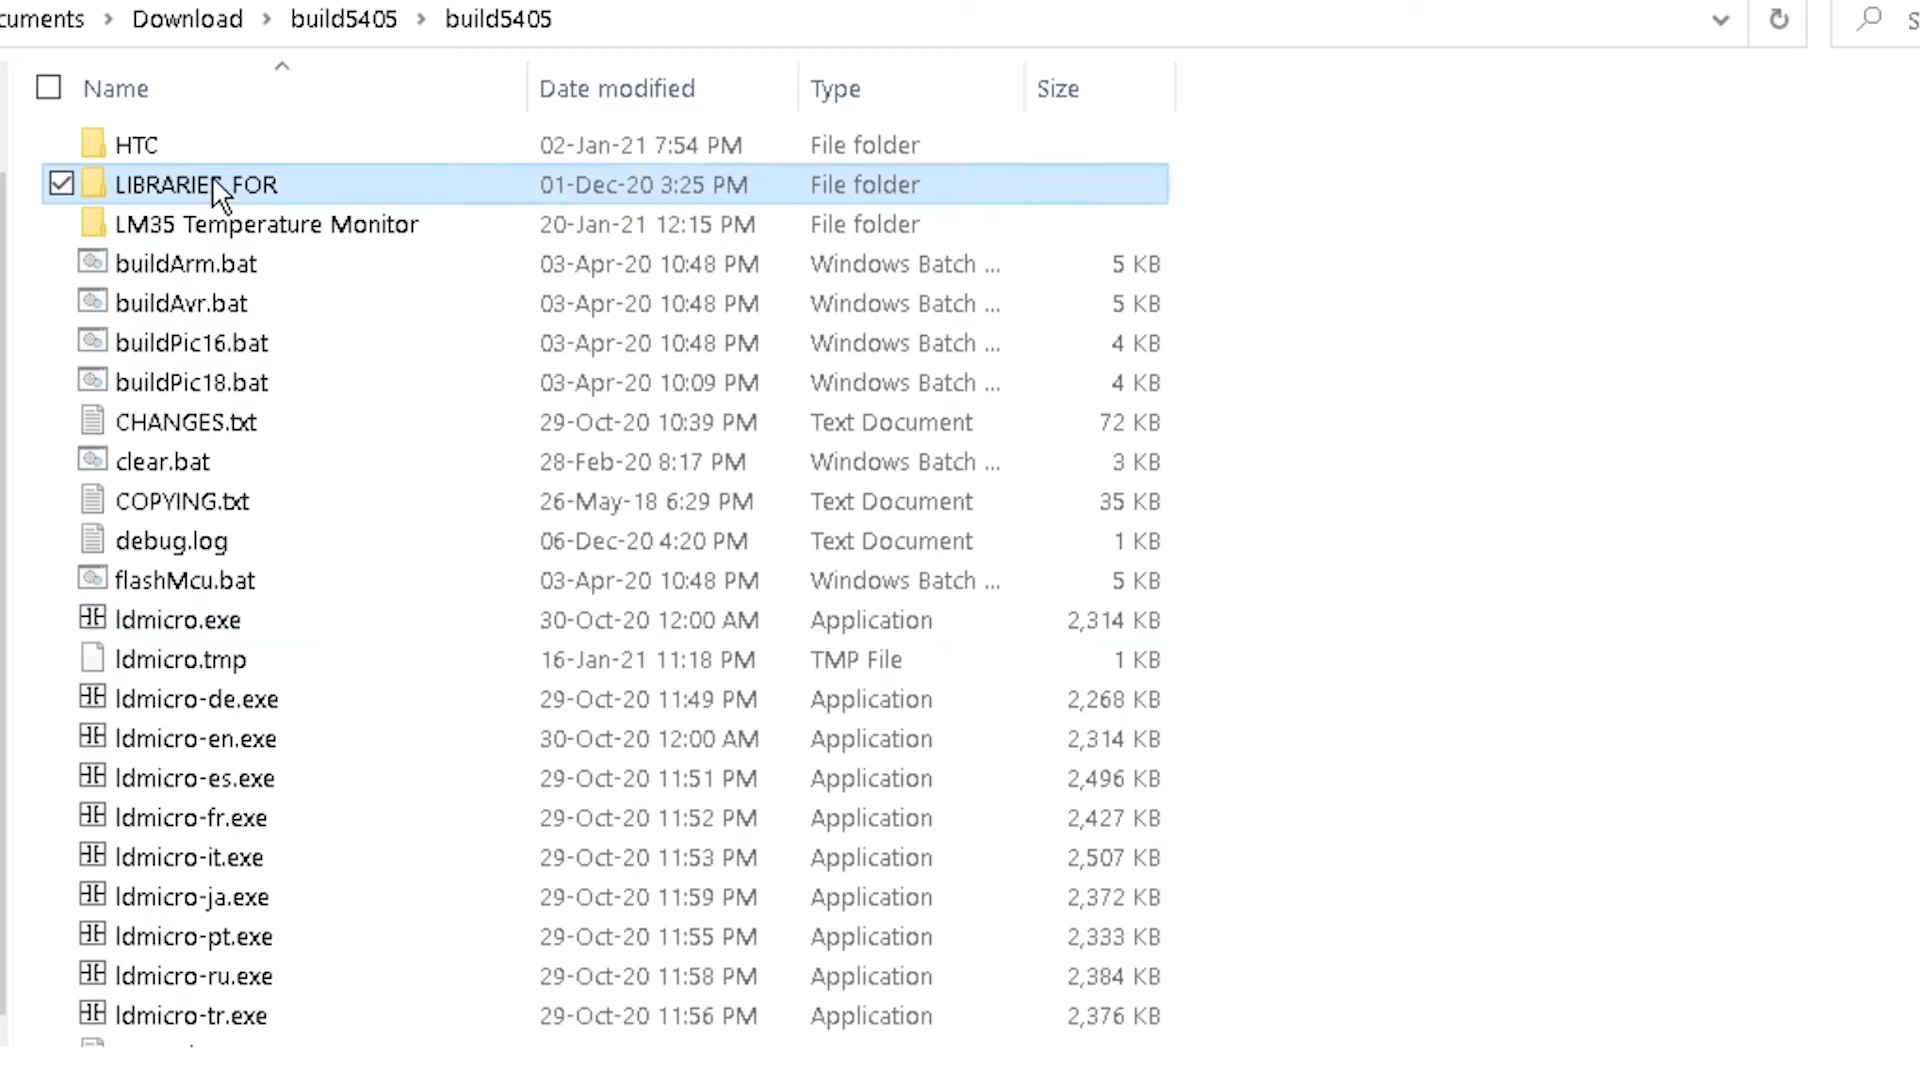 cuments > Download > build5405 > build5405
Name Date modified Type Size
HTC 02-Jan-21 7:54 PM File folder
LIBRARIES FOR 01-Dec-20 3:25 PM File folder
LM35 Temperature Monitor 20-Jan-21 12:15 PM File folder
buildArm.bat 03-Apr-20 10:48 PM Windows Batch ... 5 KB
buildAvr.bat 03-Apr-20 10:48 PM Windows Batch ... 5 KB
buildPic16.bat 03-Apr-20 10:48 PM Windows Batch ... 4 KB
buildPic18.bat 03-Apr-20 10:09 PM Windows Batch ... 4 KB
CHANGES.txt 29-Oct-20 10:39 PM Text Document 72 KB
clear.bat 28-Feb-20 8:17 PM Windows Batch ... 3 KB
COPYING.txt 26-May-18 6:29 PM Text Document 35 KB
debug.log 06-Dec-20 4:20 PM Text Document 1 KB
flashMcu.bat 03-Apr-20 10:48 PM Windows Batch ... 5 KB
ldmicro.exe 30-Oct-20 12:00 AM Application 2,314 KB
ldmicro.tmp 16-Jan-21 11:18 PM TMP File 1 KB
ldmicro-de.exe 29-Oct-20 11:49 PM Application 2,268 KB
ldmicro-en.exe 30-Oct-20 12:00 AM Application 2,314 KB
ldmicro-es.exe 29-Oct-20 11:51 PM Application 2,496 KB
ldmicro-fr.exe 29-Oct-20 11:52 PM Application 2,427 KB
ldmicro-it.exe 29-Oct-20 11:53 PM Application 2,507 KB
ldmicro-ja.exe 29-Oct-20 11:59 PM Application 2,372 KB
ldmicro-pt.exe 29-Oct-20 11:55 PM Application 2,333 KB
ldmicro-ru.exe 29-Oct-20 11:58 PM Application 2,384 KB
ldmicro-tr.exe 29-Oct-20 11:56 PM Application 2,376 KB